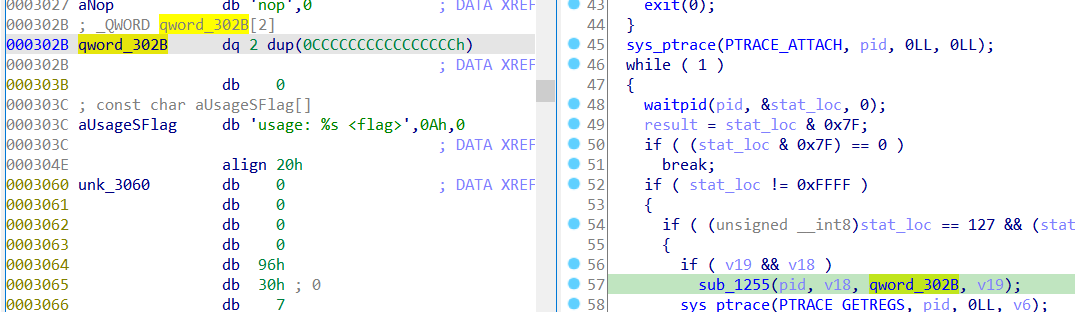 0003027 aNop db 'nop',0 ; DATA XREF
000302B ; _QWORD qword_302B[2]
000302B qword_302B dq 2 dup(0CCCCCCCCCCCCCCCCh)
000302B ; DATA XREF
000303B db 0
000303C ; const char aUsageSFlag[]
000303C aUsageSFlag db 'usage: %s <flag>',0Ah,0
000303C ; DATA XREF
000304E align 20h
0003060 unk_3060 db 0 ; DATA XREF
0003061 db 0
0003062 db 0
0003063 db 0
0003064 db 96h
0003065 db 30h ; 0
0003066 db 7
43 exit(0);
44 }
45 sys_ptrace(PTRACE_ATTACH, pid, 0LL, 0LL);
46 while ( 1 )
47 {
48 waitpid(pid, &stat_loc, 0);
49 result = stat_loc & 0x7F;
50 if ( (stat_loc & 0x7F) == 0 )
51 break;
52 if ( stat_loc != 0xFFFF )
53 {
54 if ( (unsigned __int8)stat_loc == 127 && (stat
55 {
56 if ( v19 && v18 )
57 sub_1255(pid, v18, qword_302B, v19);
58 sys_ptrace(PTRACE_GETREGS, pid, 0LL, v6);